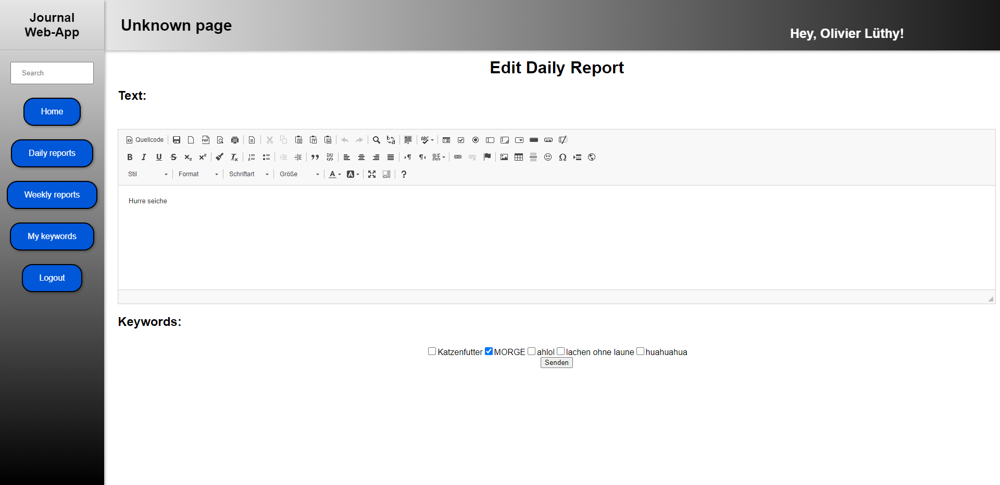 Journal
Web-App
Unknown page
Hey, Olivier Lüthy!
Search
Home
Daily reports
Weekly reports
My keywords
Logout
Edit Daily Report
Text:
Quellcode
Stil Format Schriftart Größe
Hurre seiche
Keywords:
Katzenfutter MORGE ahlol lachen ohne laune huahuahua
Senden